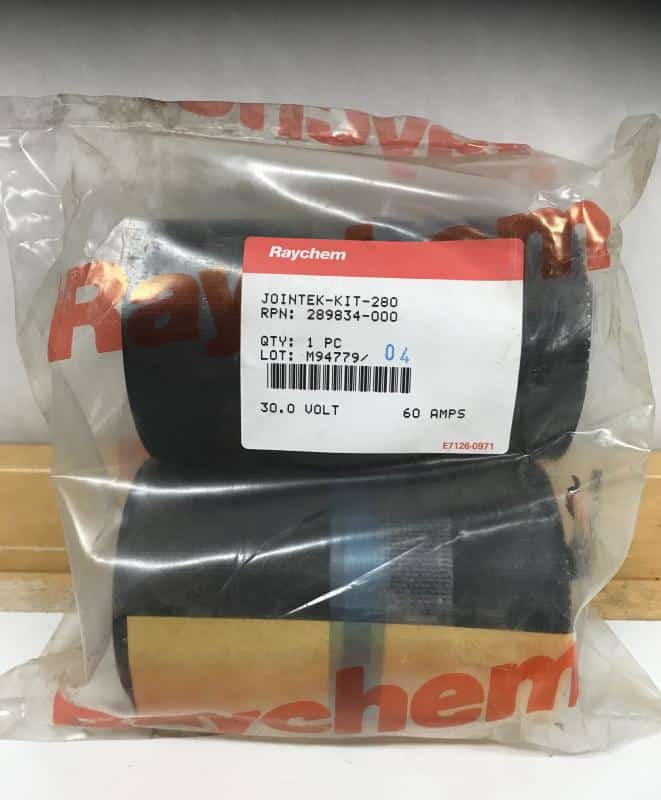 Raychem
Raychem
Raychem
JOINTEK-KIT-280
RPN: 289834-000
QTY: 1 PC
LOT: M94779/ 04
30.0 VOLT 60 AMPS
E7126-0971
Raychem